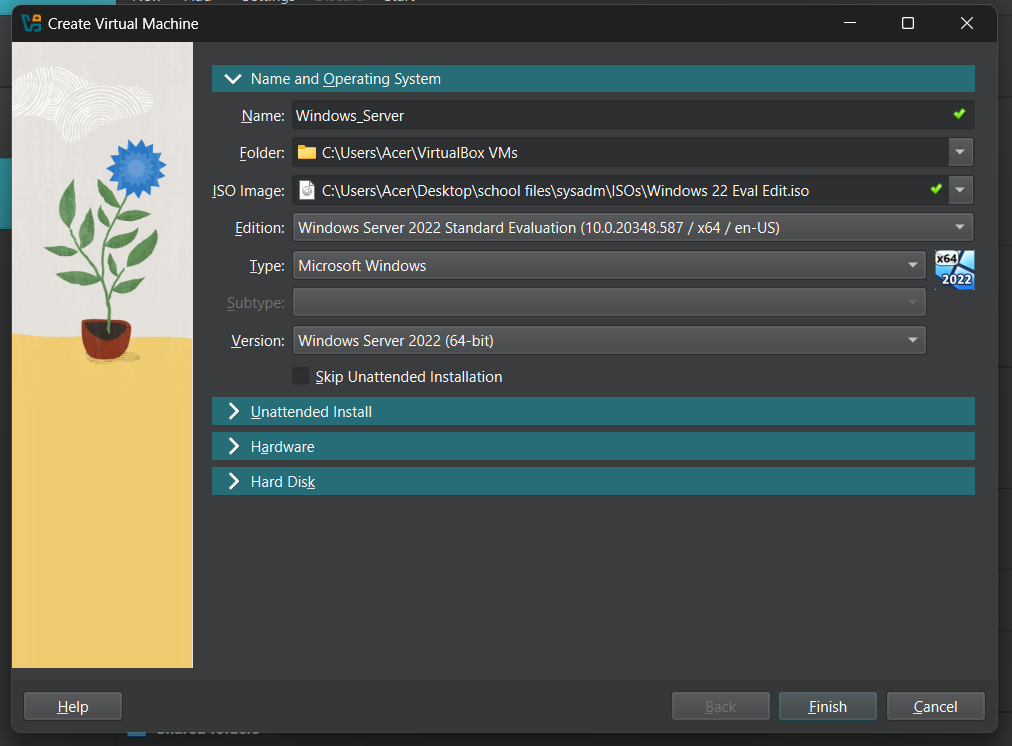 Create Virtual Machine
Name and Operating System
Name: Windows_Server
Folder: C:\Users\Acer\VirtualBox VMs
ISO Image: C:\Users\Acer\Desktop\school files\sysadm\ISOs\Windows 22 Eval Edit.iso
Edition: Windows Server 2022 Standard Evaluation (10.0.20348.587 / x64 / en-US)
Type: Microsoft Windows
x64
2022
Subtype:
Version: Windows Server 2022 (64-bit)
Skip Unattended Installation
Unattended Install
Hardware
Hard Disk
Help Back Finish Cancel